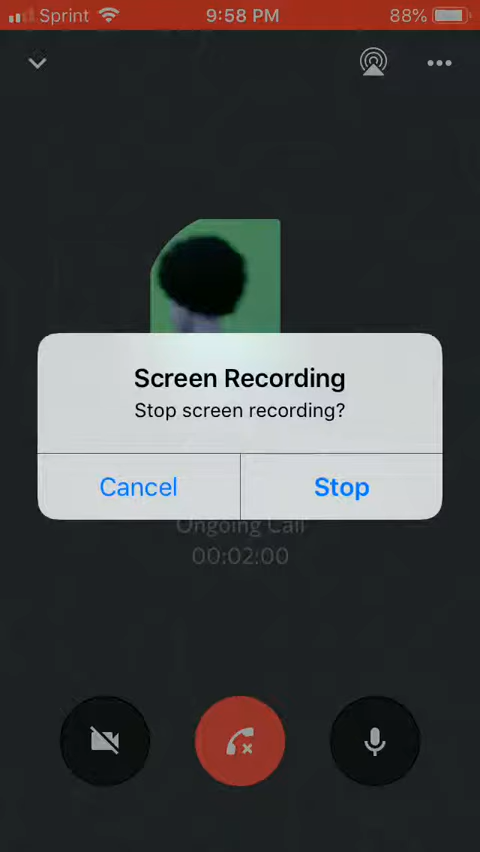 Sprint 9:58 PM 88%
Screen Recording
Stop screen recording?
Cancel Stop
Ongoing Call
00:02:00